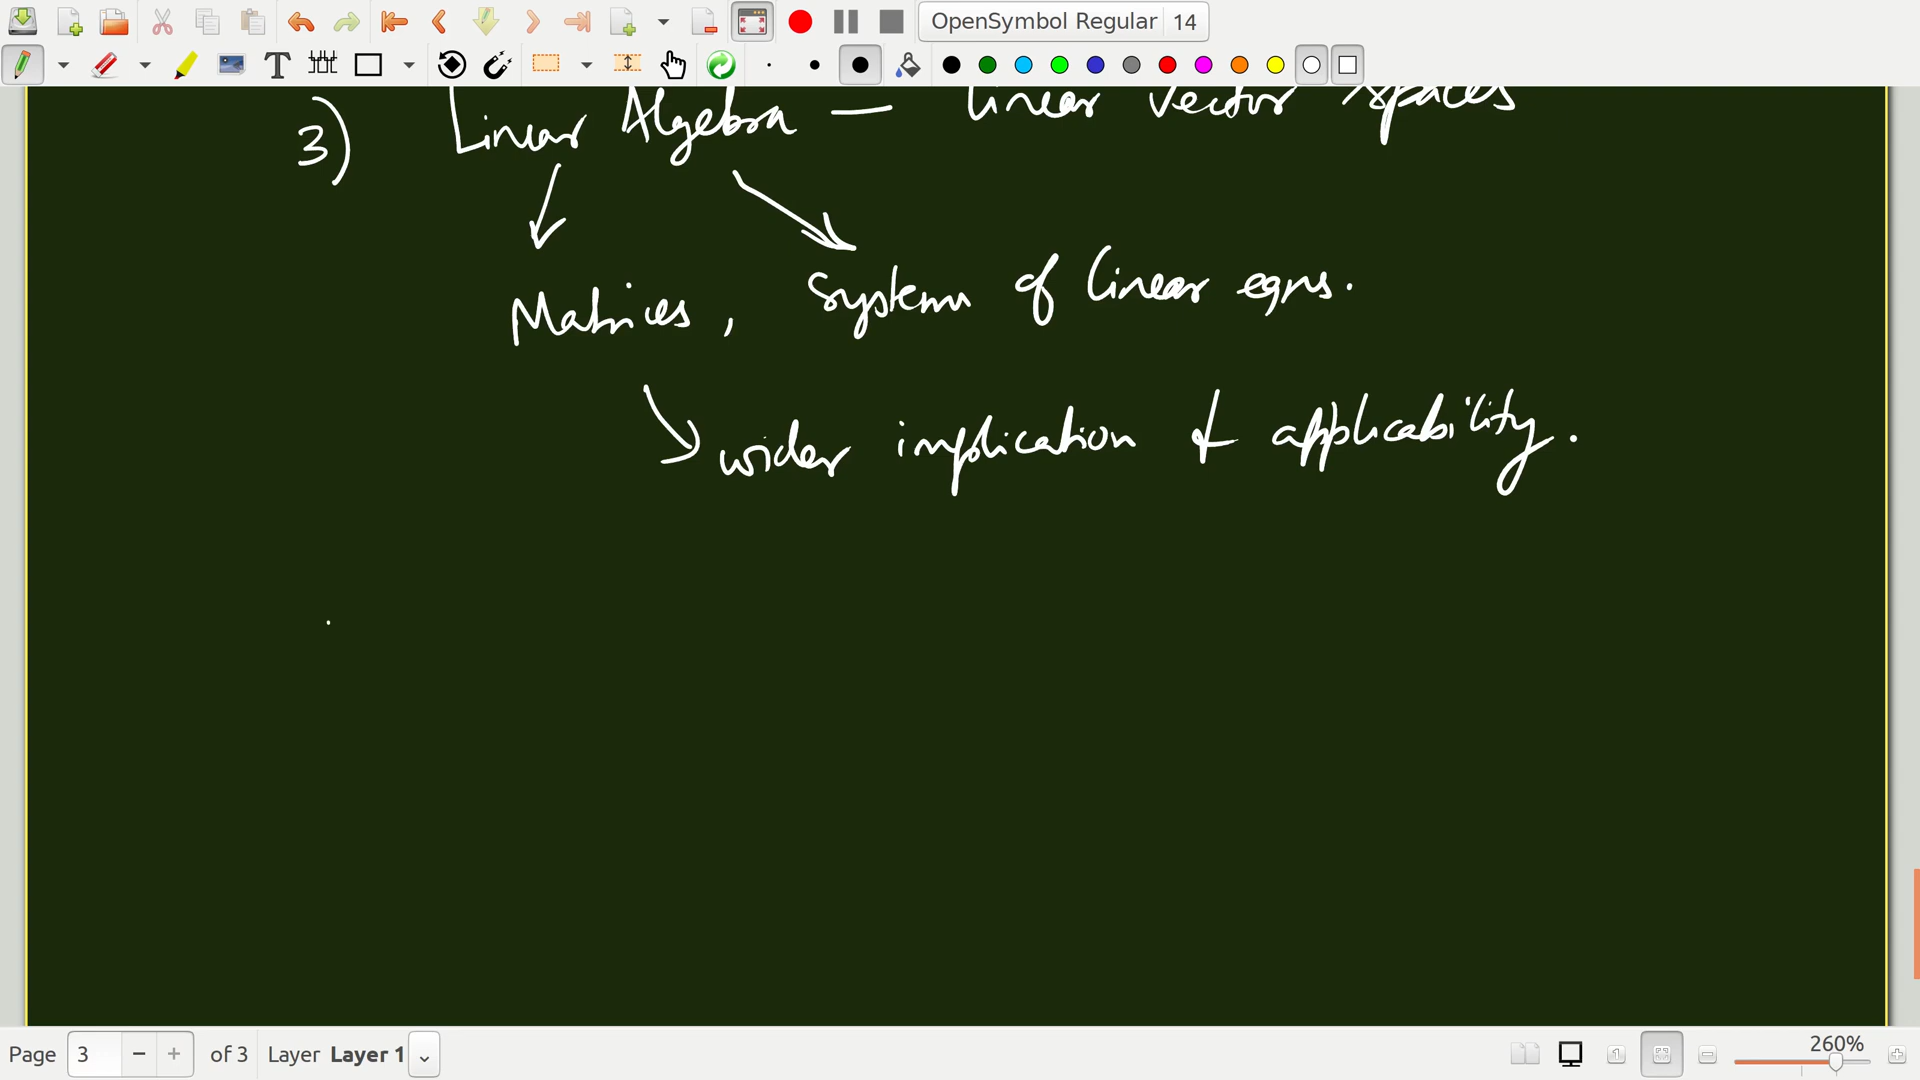 OpenSymbol Regular 14
3) Linear Algebra — linear vector spaces
Matrices, system of linear eqns.
wider implication & applicability.
Page 3 of 3 Layer Layer 1 1 260%